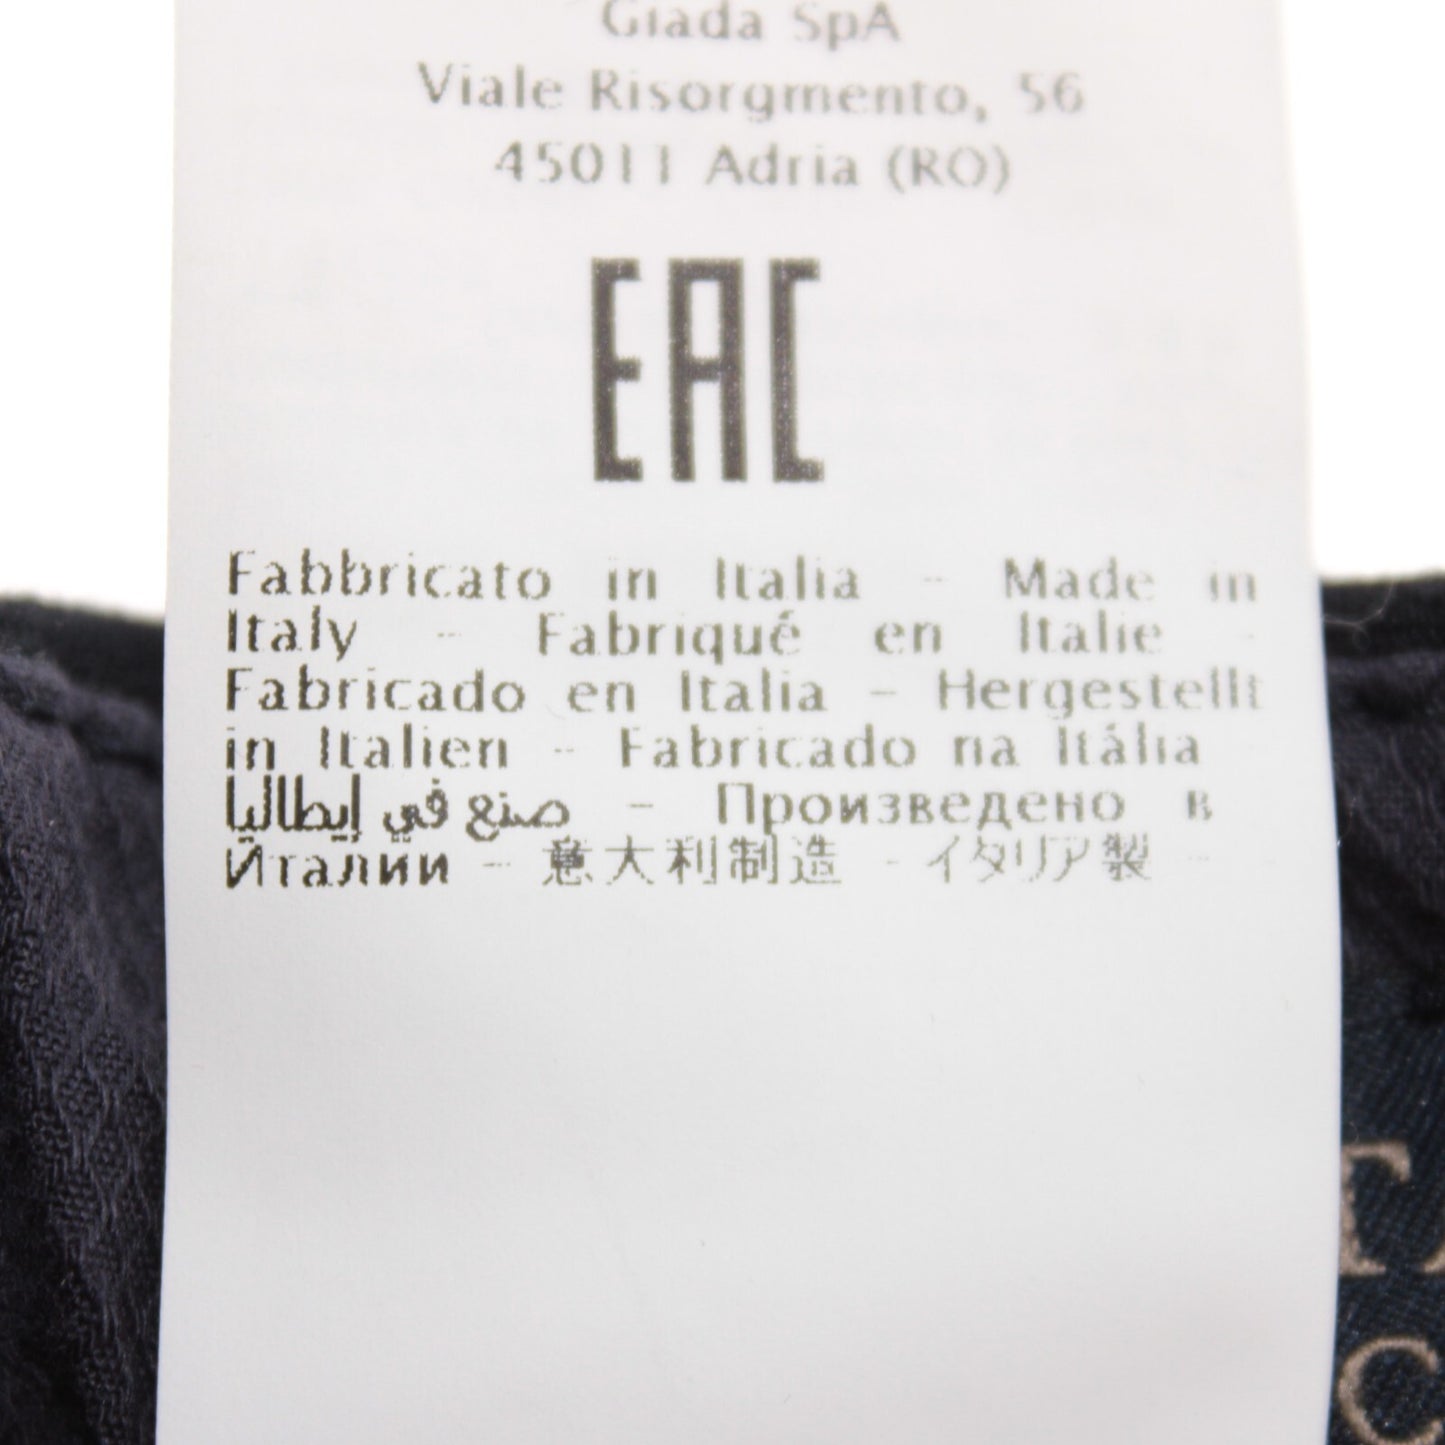 Giada SpA
Viale Risorgmento, 56
45011 Adria (RO)
EAC
Fabbricato in Italia - Made in
Italy - Fabriqué en Italie -
Fabricado en Italia - Hergestellt
in Italien - Fabricado na Itália
صنع في إيطاليا - Произведено в
Италии - 意大利制造 - イタリア製 -